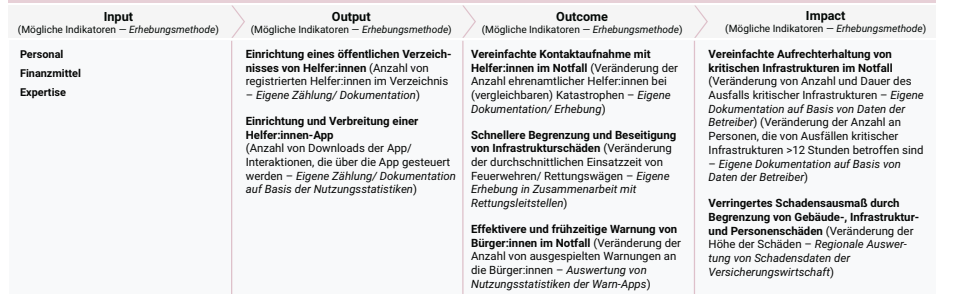 Input
(Mögliche Indikatoren — Erhebungsmethode)
Personal
Finanzmittel
Expertise
Output
(Mögliche Indikatoren — Erhebungsmethode)
Einrichtung eines öffentlichen Verzeich-
nisses von Helfer:innen (Anzahl von
registrierten Helfer:innen im Verzeichnis
– Eigene Zählung/ Dokumentation)
Einrichtung und Verbreitung einer
Helfer:innen-App
(Anzahl von Downloads der App/
Interaktionen, die über die App gesteuert
werden – Eigene Zählung/ Dokumentation
auf Basis der Nutzungsstatistiken)
Outcome
(Mögliche Indikatoren — Erhebungsmethode)
Vereinfachte Kontaktaufnahme mit
Helfer:innen im Notfall (Veränderung der
Anzahl ehrenamtlicher Helfer:innen bei
(vergleichbaren) Katastrophen – Eigene
Dokumentation/ Erhebung)
Schnellere Begrenzung und Beseitigung
von Infrastrukturschäden (Veränderung
der durchschnittlichen Einsatzzeit von
Feuerwehren/ Rettungswägen – Eigene
Erhebung in Zusammenarbeit mit
Rettungsleitstellen)
Effektivere und frühzeitige Warnung von
Bürger:innen im Notfall (Veränderung der
Anzahl von ausgespielten Warnungen an
die Bürger:innen – Auswertung von
Nutzungsstatistiken der Warn-Apps)
Impact
(Mögliche Indikatoren — Erhebungsmethode)
Vereinfachte Aufrechterhaltung von
kritischen Infrastrukturen im Notfall
(Veränderung von Anzahl und Dauer des
Ausfalls kritischer Infrastrukturen – Eigene
Dokumentation auf Basis von Daten der
Betreiber) (Veränderung der Anzahl an
Personen, die von Ausfällen kritischer
Infrastrukturen >12 Stunden betroffen sind
– Eigene Dokumentation auf Basis von
Daten der Betreiber)
Verringertes Schadensausmaß durch
Begrenzung von Gebäude-, Infrastruktur-
und Personenschäden (Veränderung der
Höhe der Schäden – Regionale Auswer-
tung von Schadensdaten der
Versicherungswirtschaft)